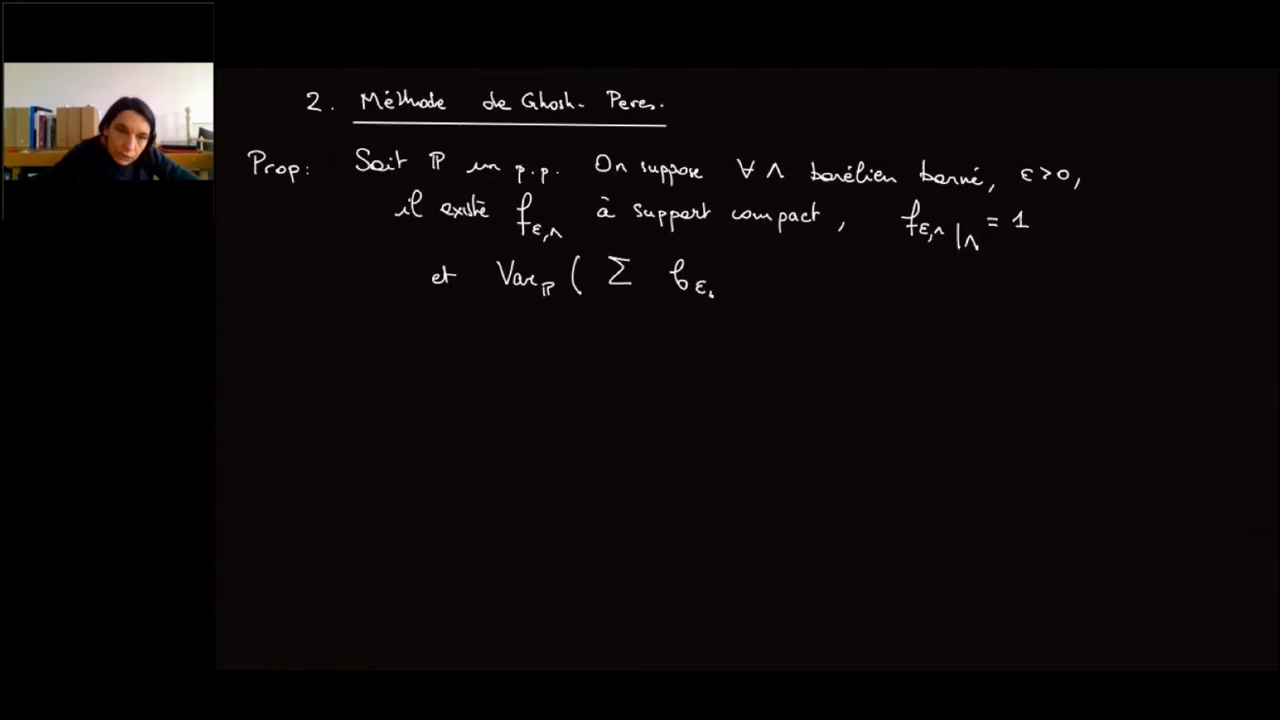 2. Méthode de Ghosh-Peres.
Prop: Soit ℙ un p.p. On suppose ∀ Λ borélien borné, ε>0,
il existe f_{ε,Λ} à support compact, f_{ε,Λ}|_Λ = 1
et Var_ℙ ( Σ f_{ε,